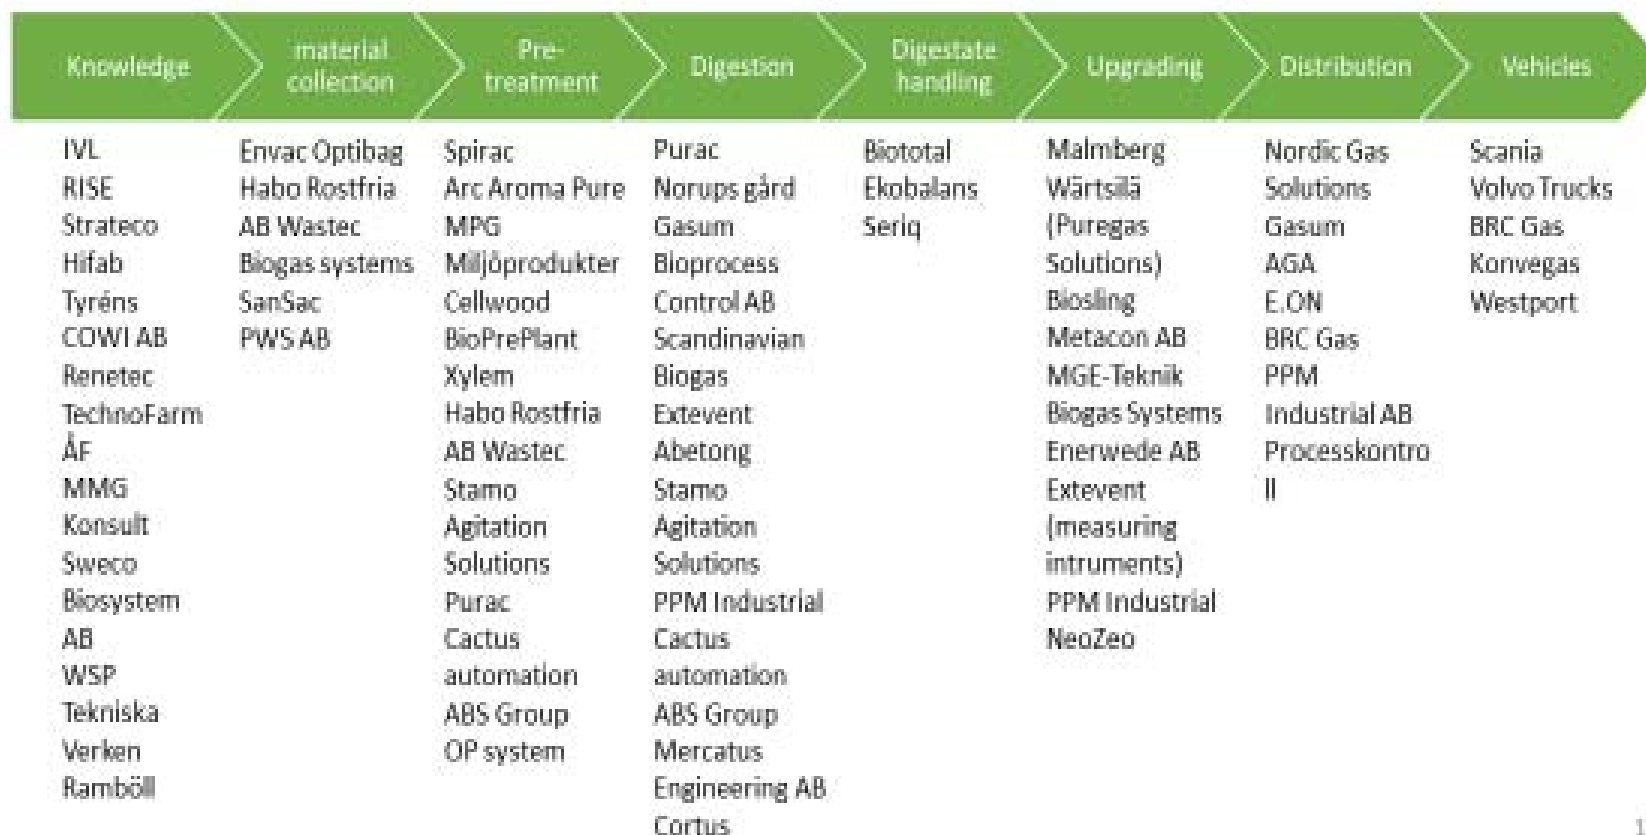 Knowledge
material
collection
Pre-
treatment
Digestion
Digestate
handling
Upgrading
Distribution
Vehicles
IVL
RISE
Strateco
Hifab
Tyréns
COWI AB
Renetec
TechnoFarm
ÅF
MMG
Konsult
Sweco
Biosystem
AB
WSP
Tekniska
Verken
Ramböll
Envac Optibag
Habo Rostfria
AB Wastec
Biogas systems
SanSac
PWS AB
Spirac
Arc Aroma Pure
MPG
Miljöprodukter
Cellwood
BioPrePlant
Xylem
Habo Rostfria
AB Wastec
Stamo
Agitation
Solutions
Purac
Cactus
automation
ABS Group
OP system
Purac
Norups gård
Gasum
Bioprocess
Control AB
Scandinavian
Biogas
Extevent
Abetong
Stamo
Agitation
Solutions
PPM Industrial
Cactus
automation
ABS Group
Mercatus
Engineering AB
Cortus
Biototal
Ekobalans
Seriq
Malmberg
Wärtsilä
(Puregas
Solutions)
Biosling
Metacon AB
MGE-Teknik
Biogas Systems
Enerwede AB
Extevent
(measuring
intruments)
PPM Industrial
NeoZeo
Nordic Gas
Solutions
Gasum
AGA
E.ON
BRC Gas
PPM
Industrial AB
Processkontro
ll
Scania
Volvo Trucks
BRC Gas
Konvegas
Westport
1